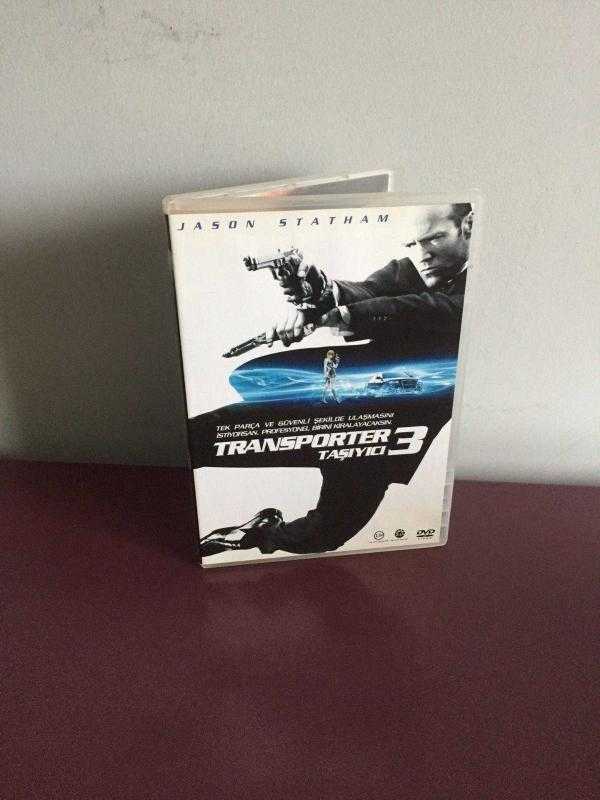 JASON STATHAM
TEK PARÇA VE GÜVENLİ ŞEKİLDE ULAŞMASINI
İSTİYORSAN, PROFESYONEL BİRİNİ KİRALAYACAKSIN.
TRANSPORTER 3
TAŞIYICI
DVD